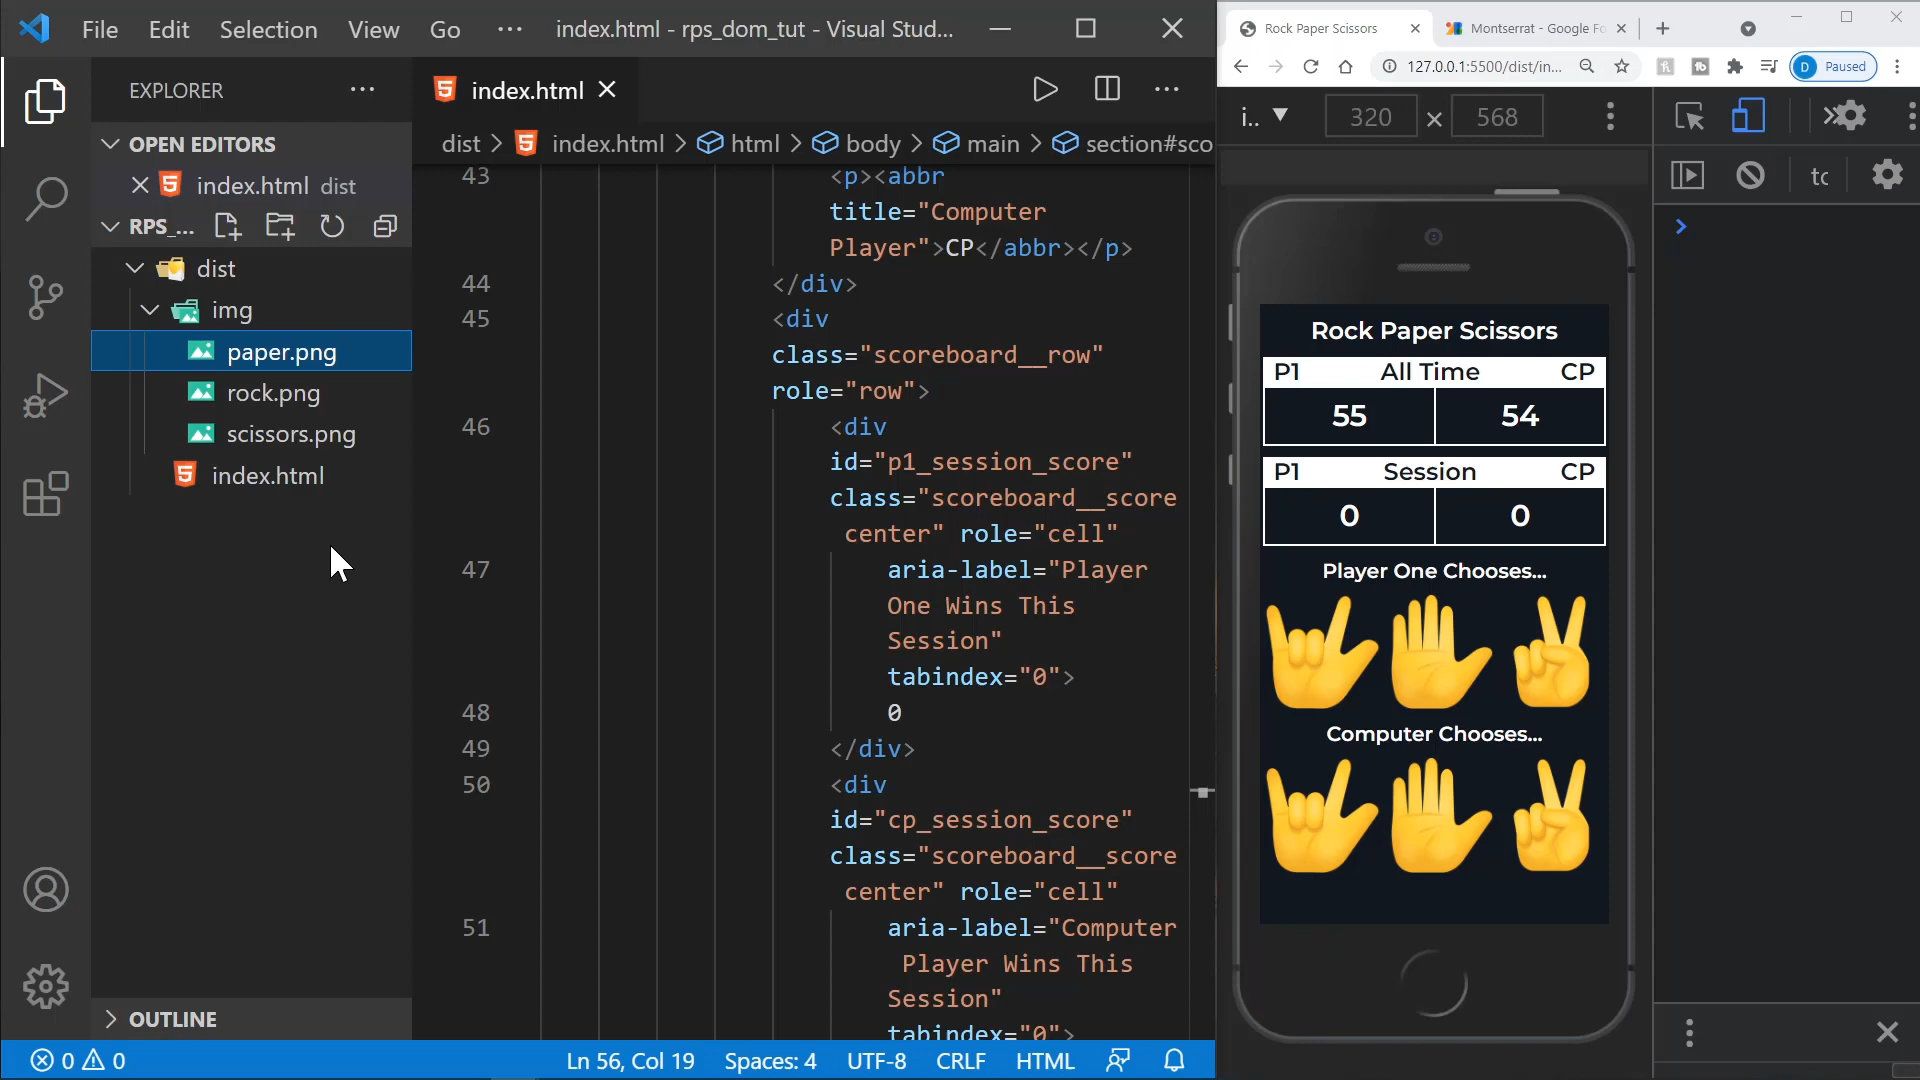 File Edit Selection View Go ··· index.html - rps_dom_tut - Visual Stud...
EXPLORER
OPEN EDITORS
index.html dist
RPS_...
dist
img
paper.png
rock.png
scissors.png
index.html
OUTLINE
index.html
dist > index.html > html > body > main > section#sco
43 <p><abbr
title="Computer
Player">CP</abbr></p>
44 </div>
45 <div
class="scoreboard__row"
role="row">
46 <div
id="p1_session_score"
class="scoreboard__score
center" role="cell"
47 aria-label="Player
One Wins This
Session"
tabindex="0">
48 0
49 </div>
50 <div
id="cp_session_score"
class="scoreboard__score
center" role="cell"
51 aria-label="Computer
Player Wins This
Session"
tabindex="0">
0 0 Ln 56, Col 19 Spaces: 4 UTF-8 CRLF HTML
Rock Paper Scissors Montserrat - Google Fo
127.0.0.1:5500/dist/in... D Paused
i.. ▼ 320 × 568
Rock Paper Scissors
P1 All Time CP
55 54
P1 Session CP
0 0
Player One Chooses...
Computer Chooses...